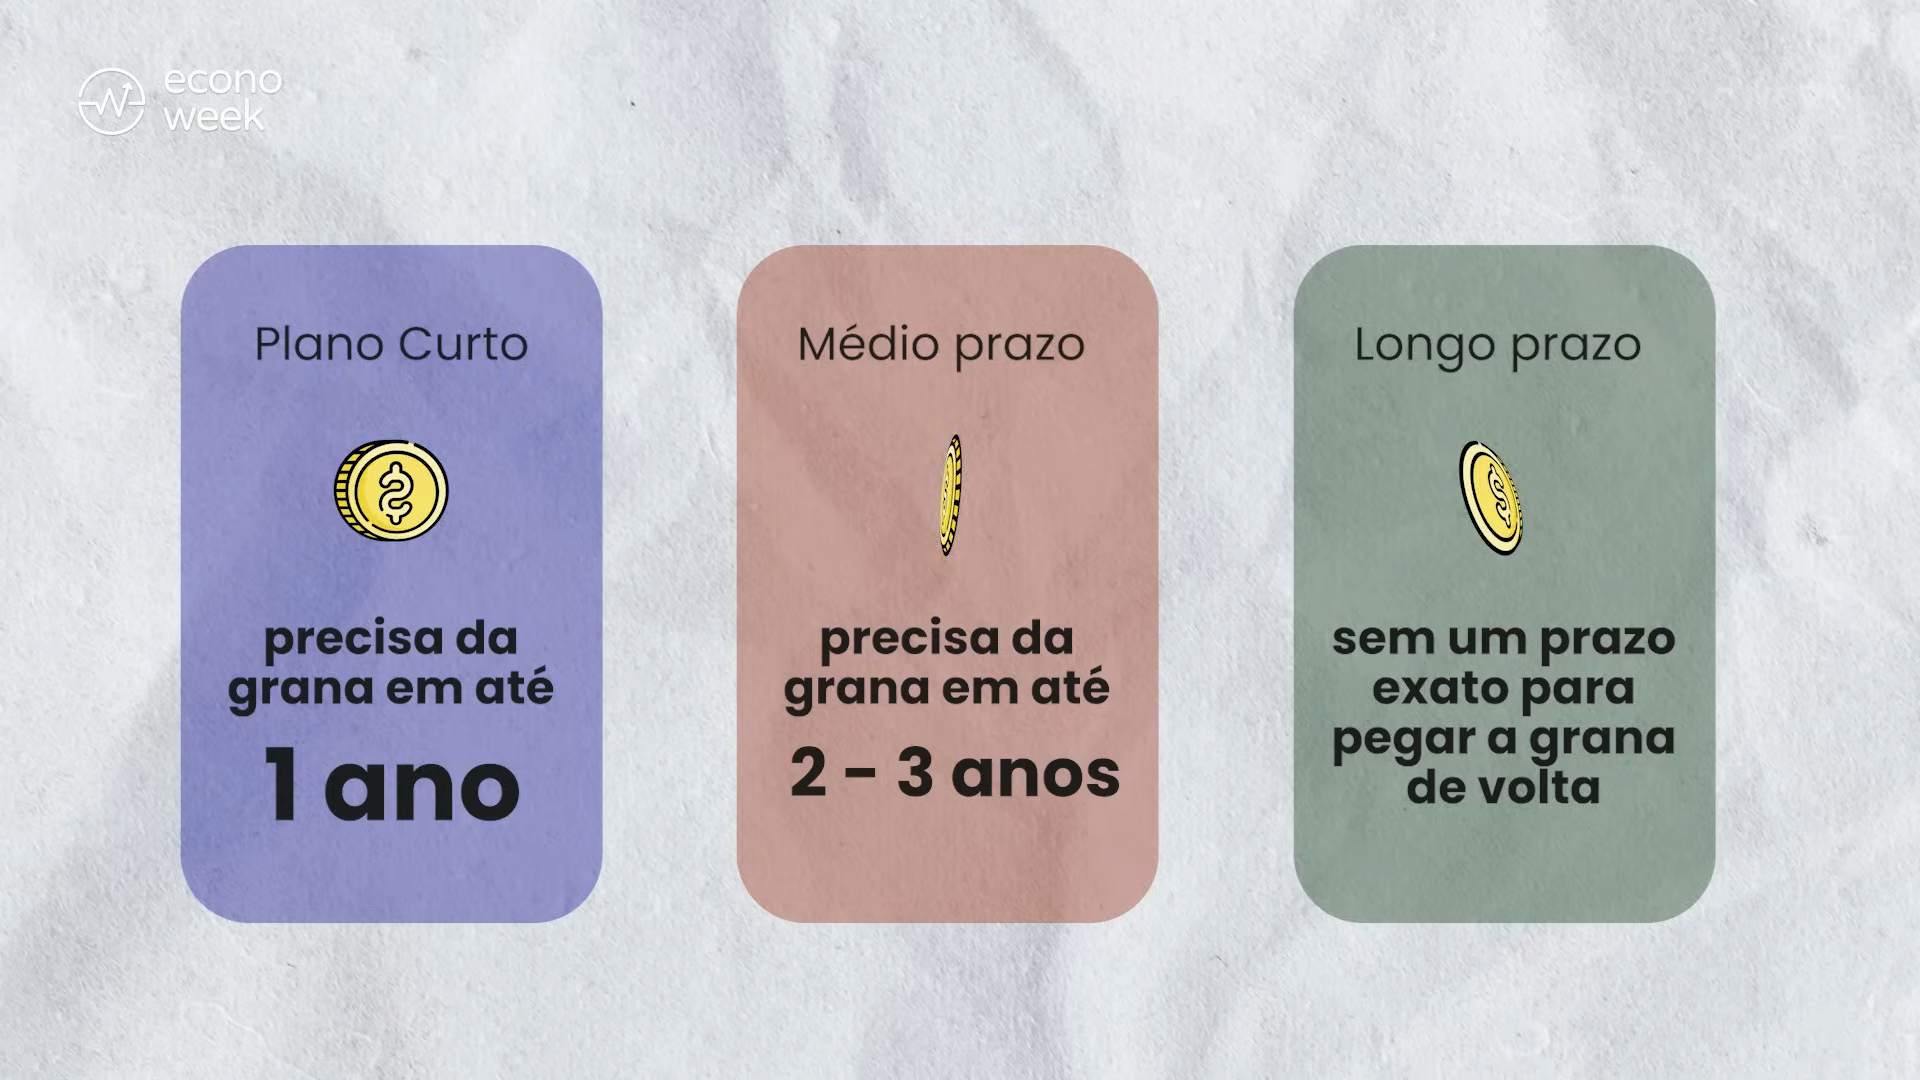 econo
week
Plano Curto
precisa da
grana em até
1 ano
Médio prazo
precisa da
grana em até
2 - 3 anos
Longo prazo
sem um prazo
exato para
pegar a grana
de volta